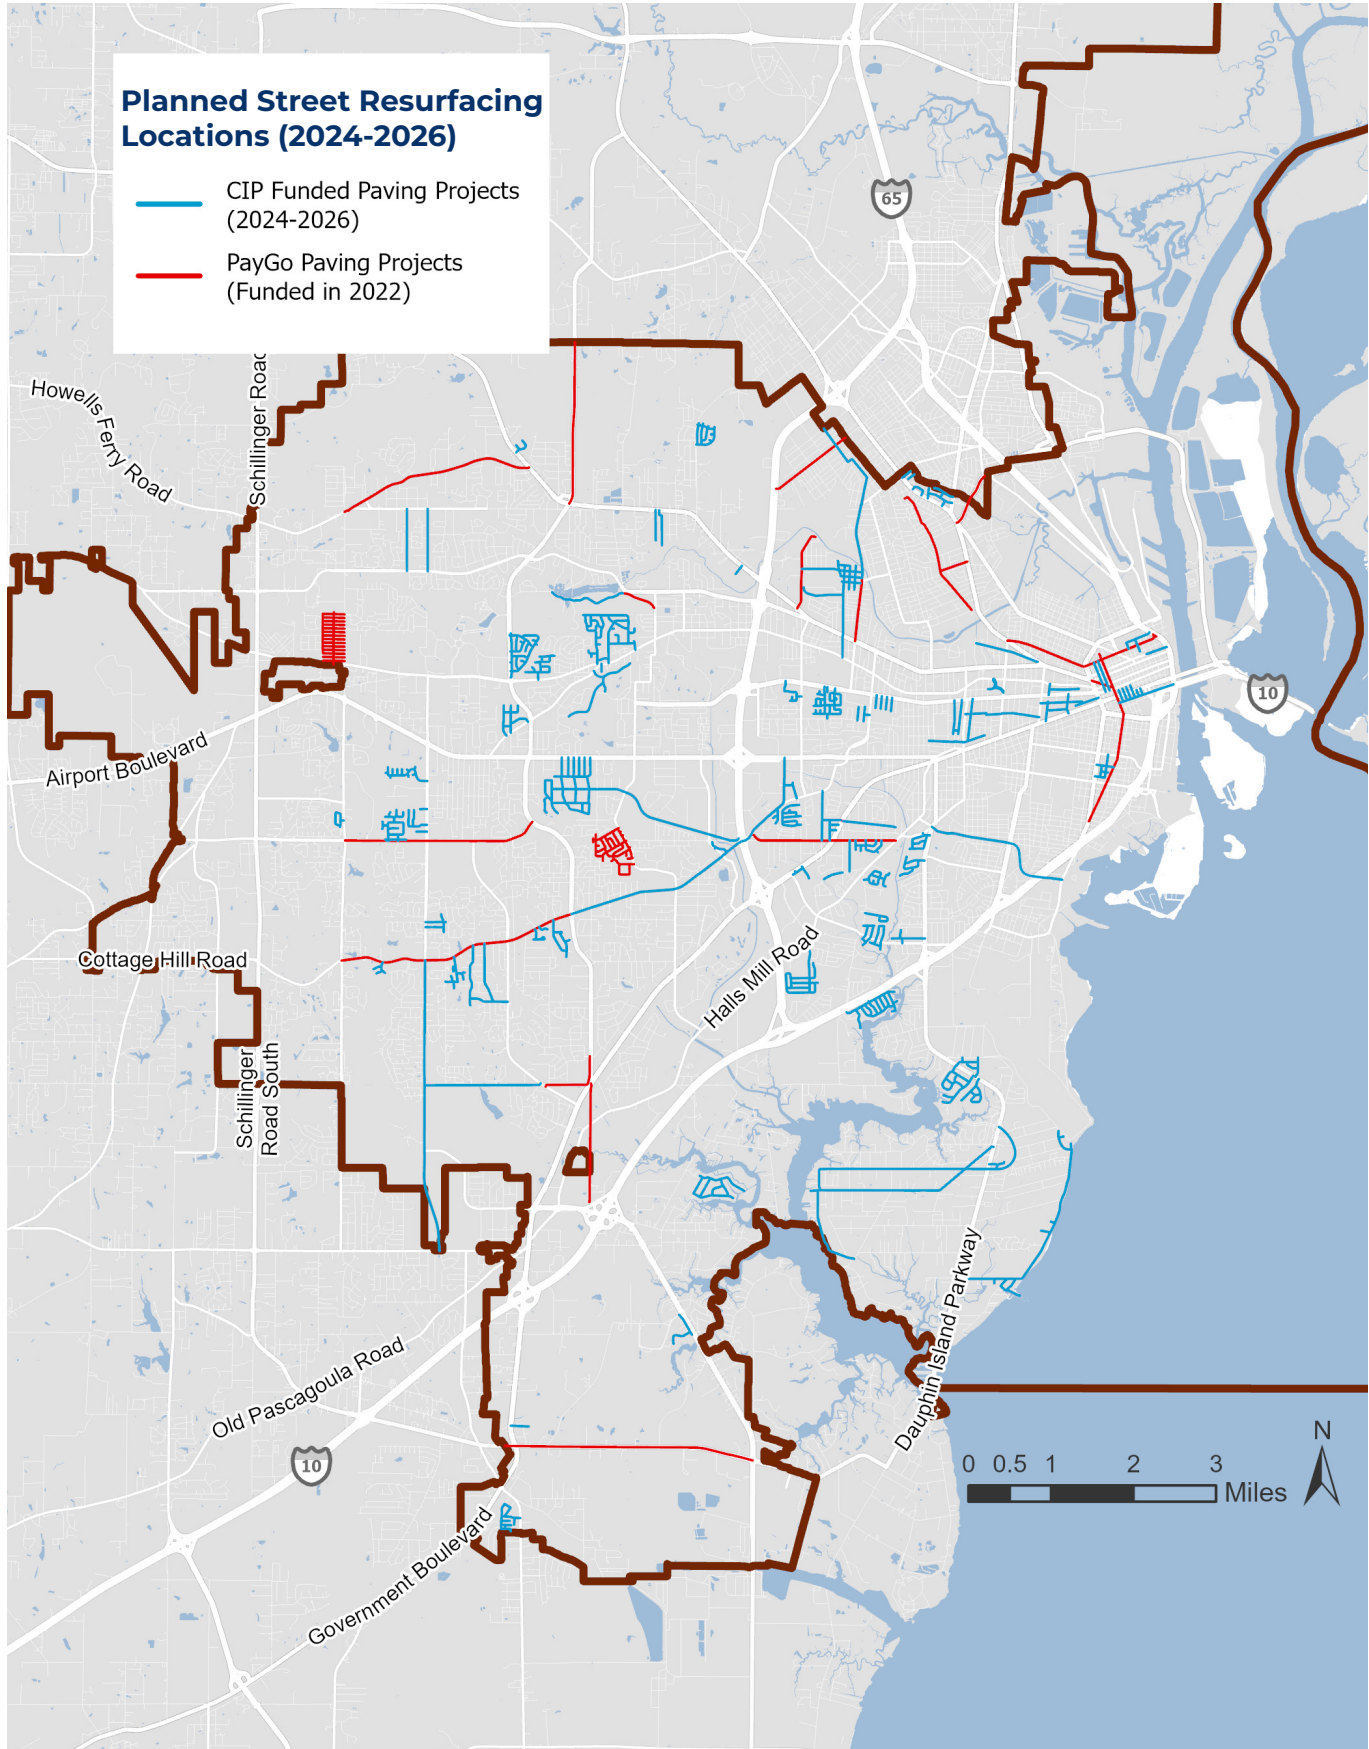 Planned Street Resurfacing
Locations (2024-2026)
CIP Funded Paving Projects
(2024-2026)
PayGo Paving Projects
(Funded in 2022)
65
Howells Ferry Road
Schillinger Road
10
Airport Boulevard
Cottage Hill Road
Halls Mill Road
Schillinger
Road South
Dauphin Island Parkway
Old Pascagoula Road
10
Government Boulevard
N
0 0.5 1 2 3
Miles